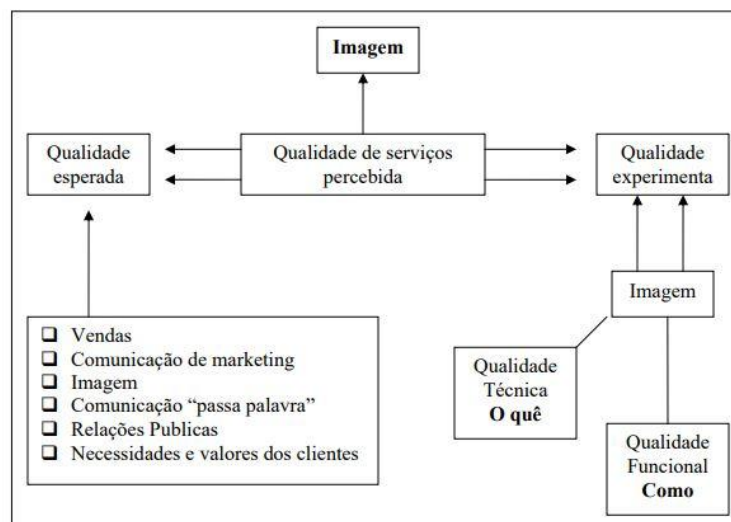 Imagem
Qualidade
esperada
Qualidade de serviços
percebida
Qualidade
experimenta
Imagem
❑ Vendas
❑ Comunicação de marketing
❑ Imagem
❑ Comunicação “passa palavra”
❑ Relações Publicas
❑ Necessidades e valores dos clientes
Qualidade
Técnica
O quê
Qualidade
Funcional
Como